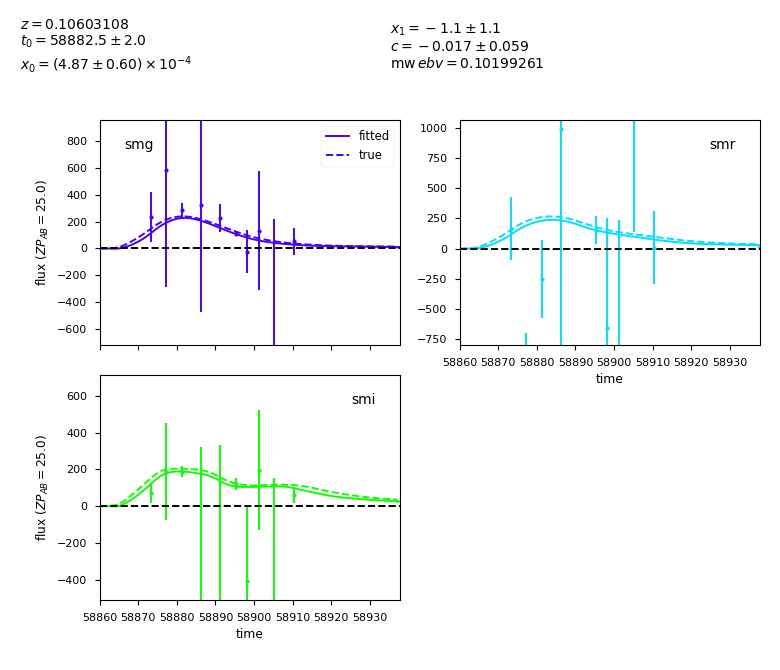 z = 0.10603108
t₀ = 58882.5 ± 2.0
x₀ = (4.87 ± 0.60) × 10⁻⁴
x₁ = −1.1 ± 1.1
c = −0.017 ± 0.059
mw ebv = 0.10199261
smg
fitted
true
800
600
400
200
0
−200
−400
−600
flux (ZP_AB = 25.0)
smr
1000
750
500
250
0
−250
−500
−750
58860 58870 58880 58890 58900 58910 58920 58930
time
smi
600
400
200
0
−200
−400
flux (ZP_AB = 25.0)
58860 58870 58880 58890 58900 58910 58920 58930
time